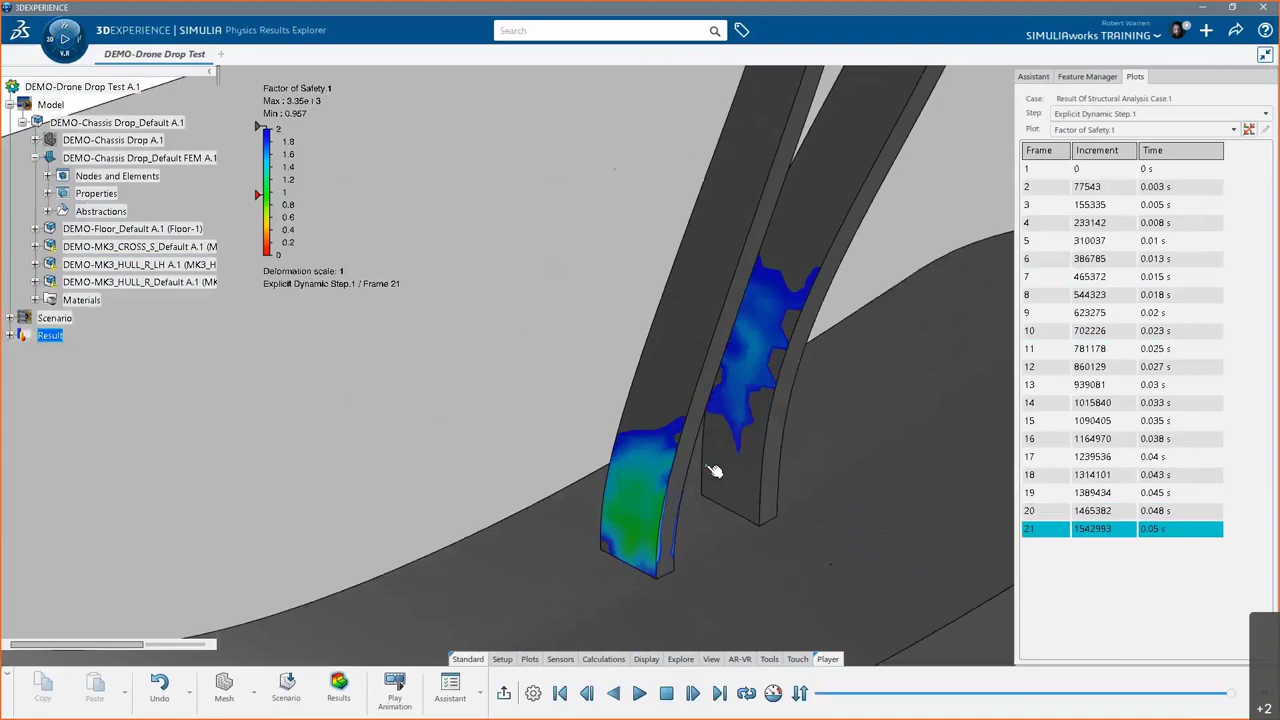 3DEXPERIENCE
3DEXPERIENCE | SIMULIA Physics Results Explorer
Search
Robert Warren
SIMULIAworks TRAINING
3D
V.R
DEMO-Drone Drop Test
+
DEMO-Drone Drop Test A.1
Model
DEMO-Chassis Drop_Default A.1
DEMO-Chassis Drop A.1
DEMO-Chassis Drop_Default FEM A.1
Nodes and Elements
Properties
Abstractions
DEMO-Floor_Default A.1 (Floor-1)
DEMO-MK3_CROSS_S_Default A.1 (M
DEMO-MK3_HULL_R_LH A.1 (MK3_H
DEMO-MK3_HULL_R_Default A.1 (MK
Materials
Scenario
Result
Factor of Safety.1
Max : 3.35e+3
Min : 0.957
2
1.8
1.6
1.4
1.2
1
0.8
0.6
0.4
0.2
0
Deformation scale: 1
Explicit Dynamic Step.1 / Frame 21
Assistant Feature Manager Plots
Case: Result Of Structural Analysis Case.1
Step: Explicit Dynamic Step.1
Plot: Factor of Safety.1
Frame Increment Time
1 0 0 s
2 77543 0.003 s
3 155335 0.005 s
4 233142 0.008 s
5 310037 0.01 s
6 386785 0.013 s
7 465372 0.015 s
8 544323 0.018 s
9 623275 0.02 s
10 702226 0.023 s
11 781178 0.025 s
12 860129 0.027 s
13 939081 0.03 s
14 1015840 0.033 s
15 1090405 0.035 s
16 1164970 0.038 s
17 1239536 0.04 s
18 1314101 0.043 s
19 1389434 0.045 s
20 1465382 0.048 s
21 1542993 0.05 s
Standard Setup Plots Sensors Calculations Display Explore View AR-VR Tools Touch Player
Copy Paste Undo Mesh Scenario Results Play Animation Assistant
+2